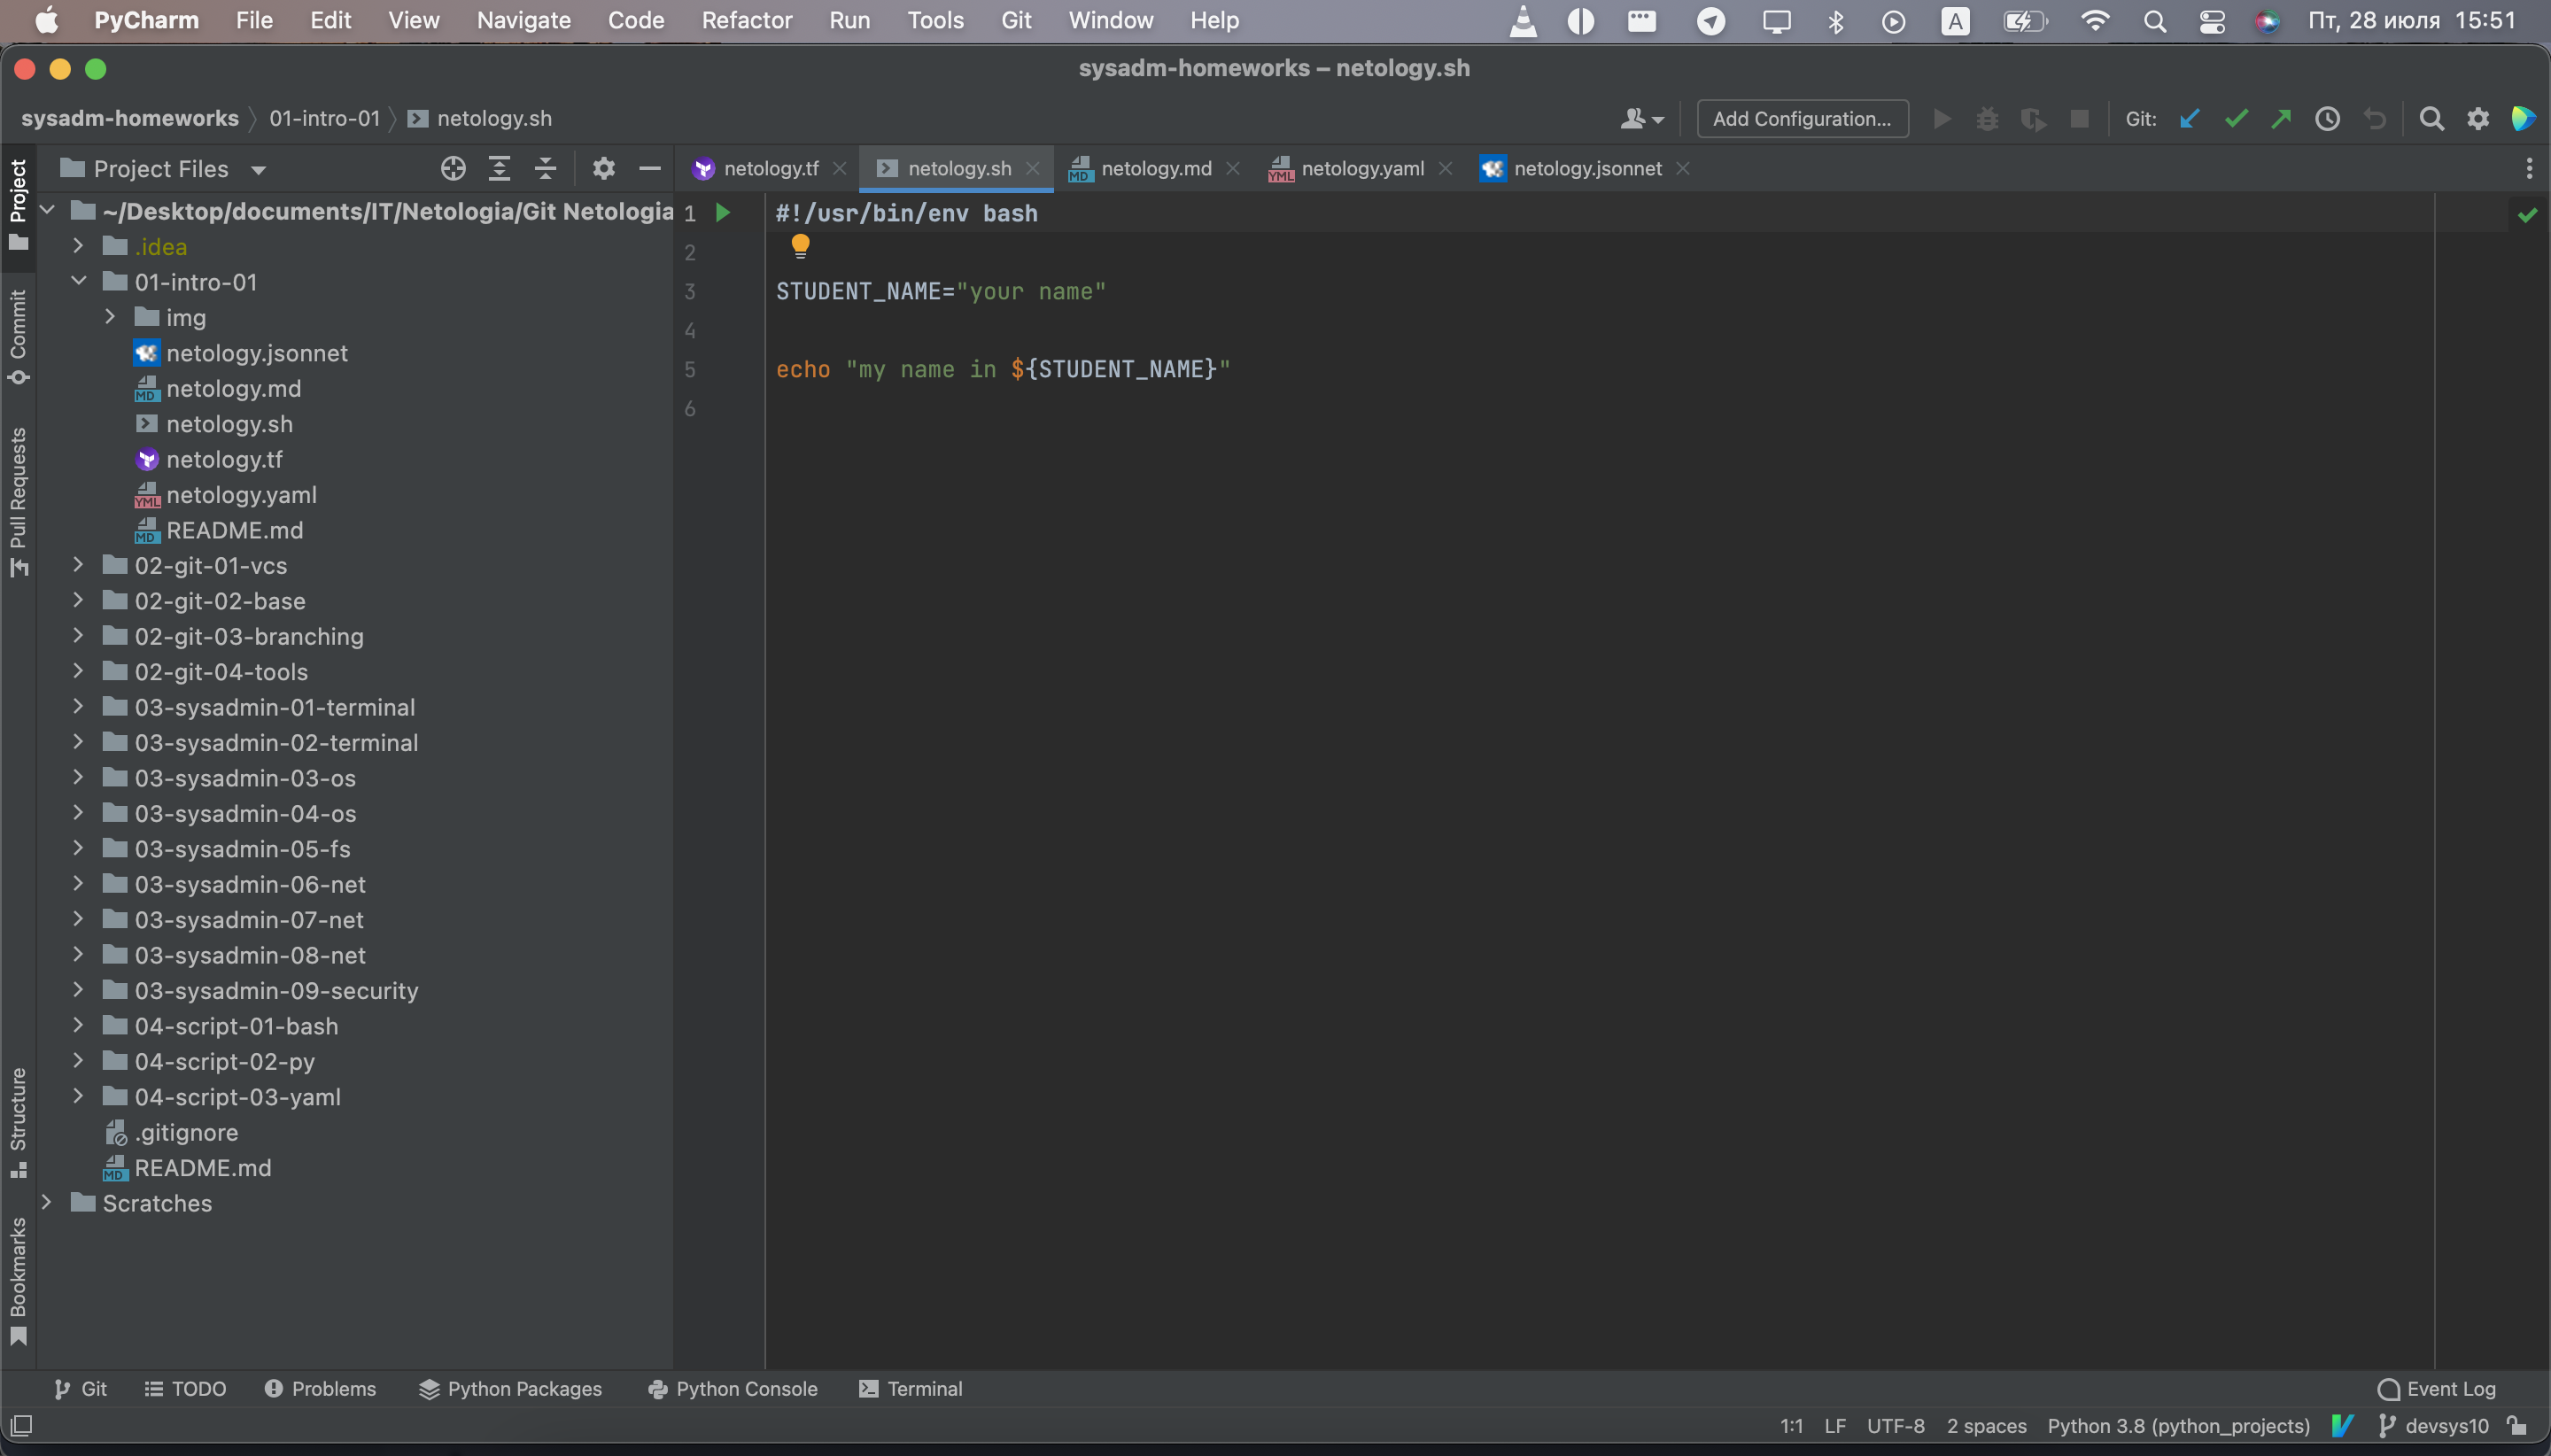 PyCharm File Edit View Navigate Code Refactor Run Tools Git Window Help A Пт, 28 июля 15:51
sysadm-homeworks – netology.sh
sysadm-homeworks 01-intro-01 netology.sh Add Configuration... Git:
Project Files
netology.tf netology.sh netology.md netology.yaml netology.jsonnet
Project
Commit
Pull Requests
Structure
Bookmarks
~/Desktop/documents/IT/Netologia/Git Netologia
.idea
01-intro-01
img
netology.jsonnet
netology.md
netology.sh
netology.tf
netology.yaml
README.md
02-git-01-vcs
02-git-02-base
02-git-03-branching
02-git-04-tools
03-sysadmin-01-terminal
03-sysadmin-02-terminal
03-sysadmin-03-os
03-sysadmin-04-os
03-sysadmin-05-fs
03-sysadmin-06-net
03-sysadmin-07-net
03-sysadmin-08-net
03-sysadmin-09-security
04-script-01-bash
04-script-02-py
04-script-03-yaml
.gitignore
README.md
Scratches
1 #!/usr/bin/env bash
2
3 STUDENT_NAME="your name"
4
5 echo "my name in ${STUDENT_NAME}"
6
Git TODO Problems Python Packages Python Console Terminal Event Log
1:1 LF UTF-8 2 spaces Python 3.8 (python_projects) devsys10